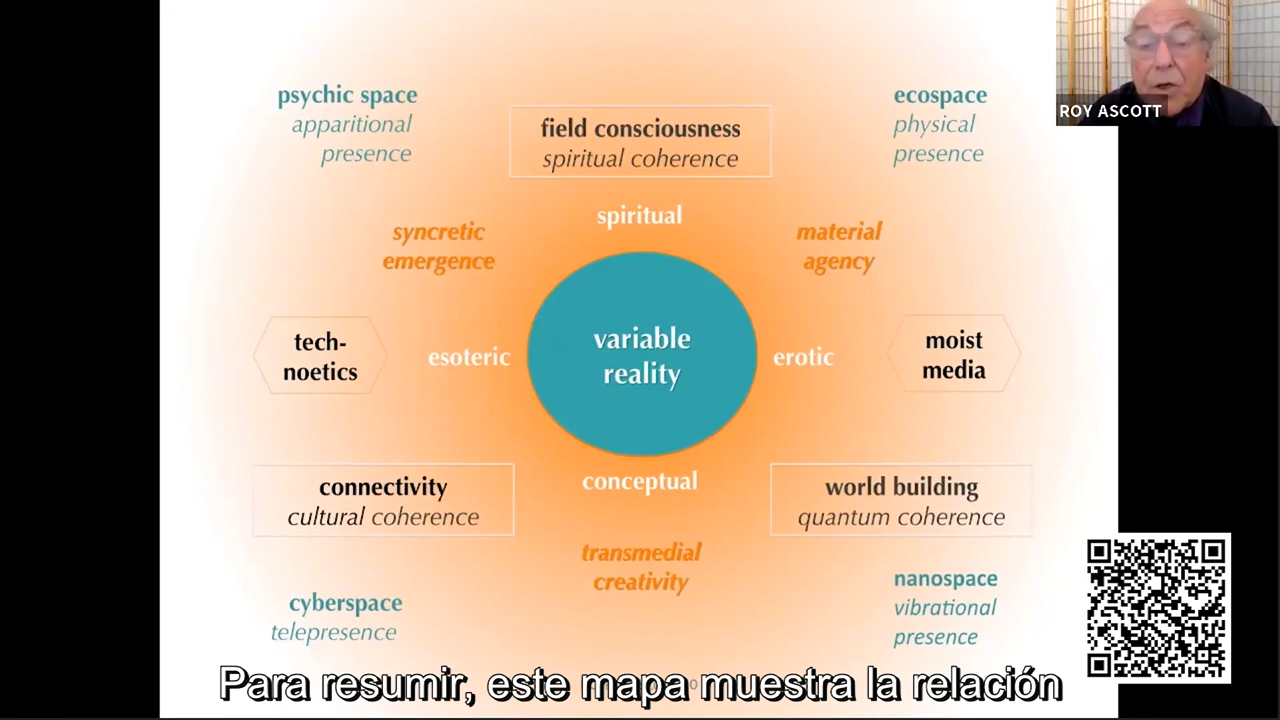 psychic space
apparitional
presence
field consciousness
spiritual coherence
ecospace
physical
presence
ROY ASCOTT
syncretic
emergence
spiritual
material
agency
tech-
noetics
esoteric
variable
reality
erotic
moist
media
connectivity
cultural coherence
conceptual
world building
quantum coherence
transmedial
creativity
cyberspace
telepresence
nanospace
vibrational
presence
Para resumir, este mapa muestra la relación